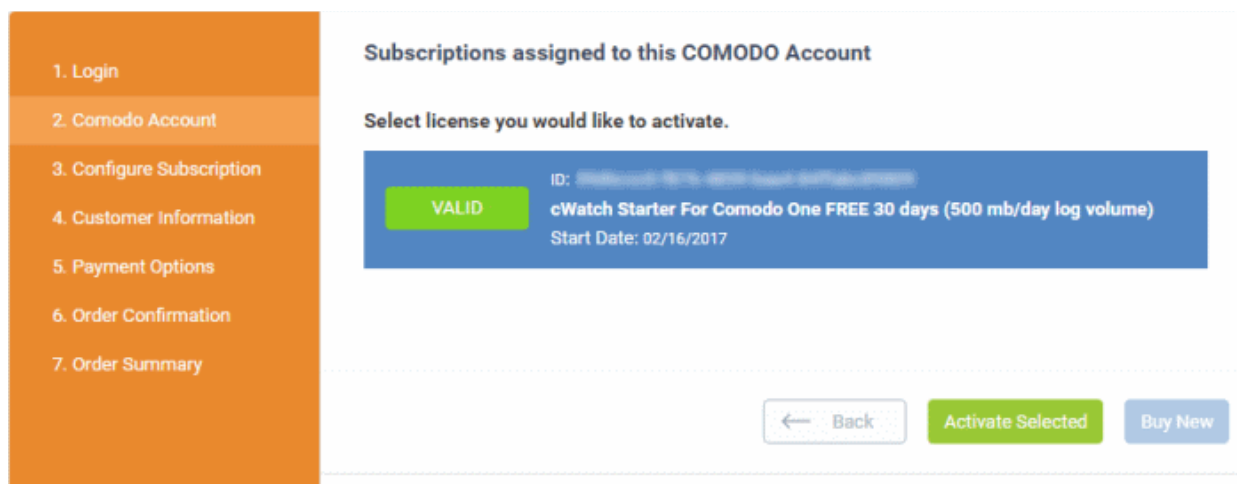 1. Login
2. Comodo Account
3. Configure Subscription
4. Customer Information
5. Payment Options
6. Order Confirmation
7. Order Summary
Subscriptions assigned to this COMODO Account
Select license you would like to activate.
VALID
ID:
cWatch Starter For Comodo One FREE 30 days (500 mb/day log volume)
Start Date: 02/16/2017
Back
Activate Selected
Buy New